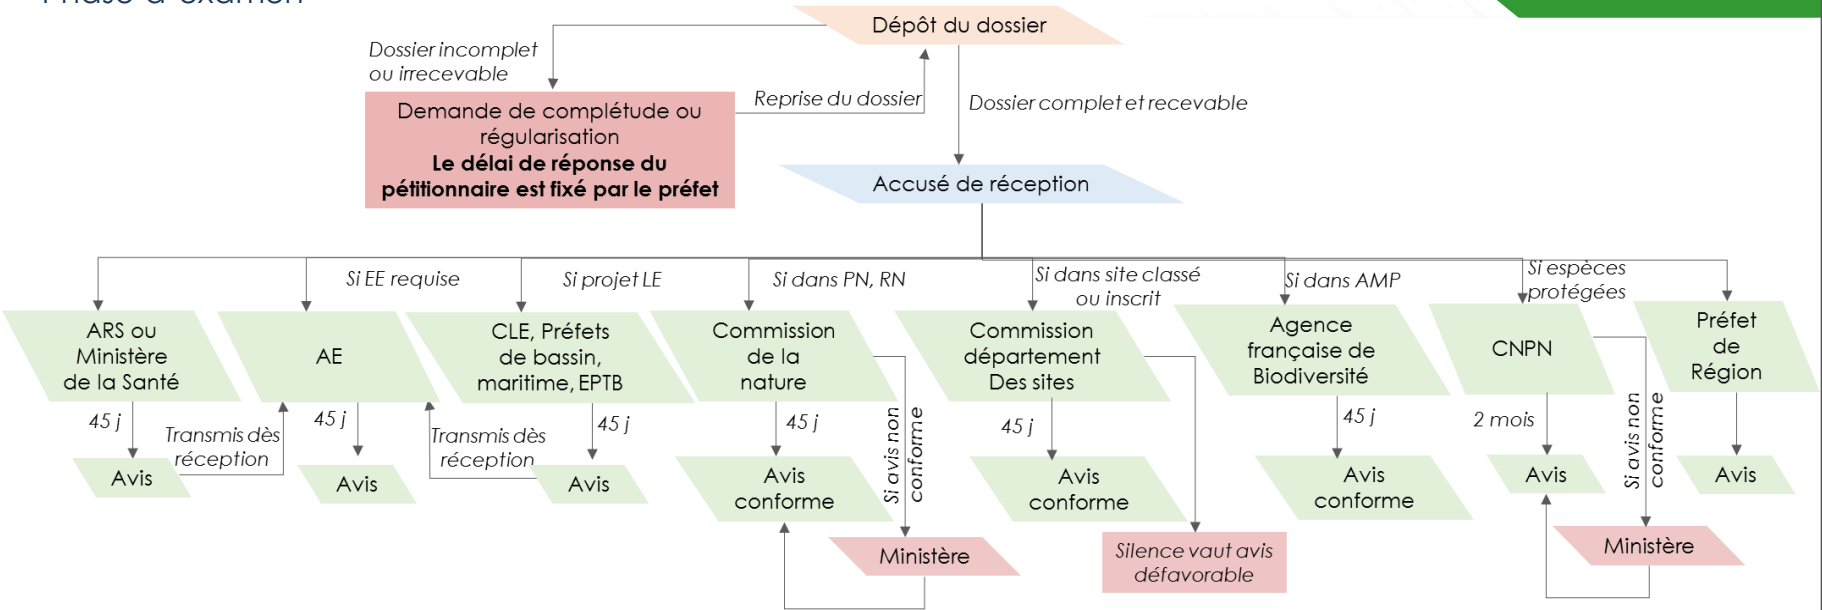 Phase d'examen
Dépôt du dossier
Dossier incomplet
ou irrecevable
Demande de complétude ou
régularisation
Le délai de réponse du
pétitionnaire est fixé par le préfet
Reprise du dossier
Dossier complet et recevable
Accusé de réception
Si EE requise
Si projet LE
Si dans PN, RN
Si dans site classé
ou inscrit
Si dans AMP
Si espèces
protégées
ARS ou
Ministère
de la Santé
AE
CLE, Préfets
de bassin,
maritime, EPTB
Commission
de la
nature
Commission
département
Des sites
Agence
française de
Biodiversité
CNPN
Préfet
de
Région
45 j
Transmis dès
réception
45 j
Transmis dès
réception
45 j
45 j
Si avis non
conforme
45 j
45 j
2 mois
Si avis non
conforme
Avis
Avis
Avis
Avis
conforme
Avis
conforme
Avis
conforme
Avis
Avis
Ministère
Silence vaut avis
défavorable
Ministère